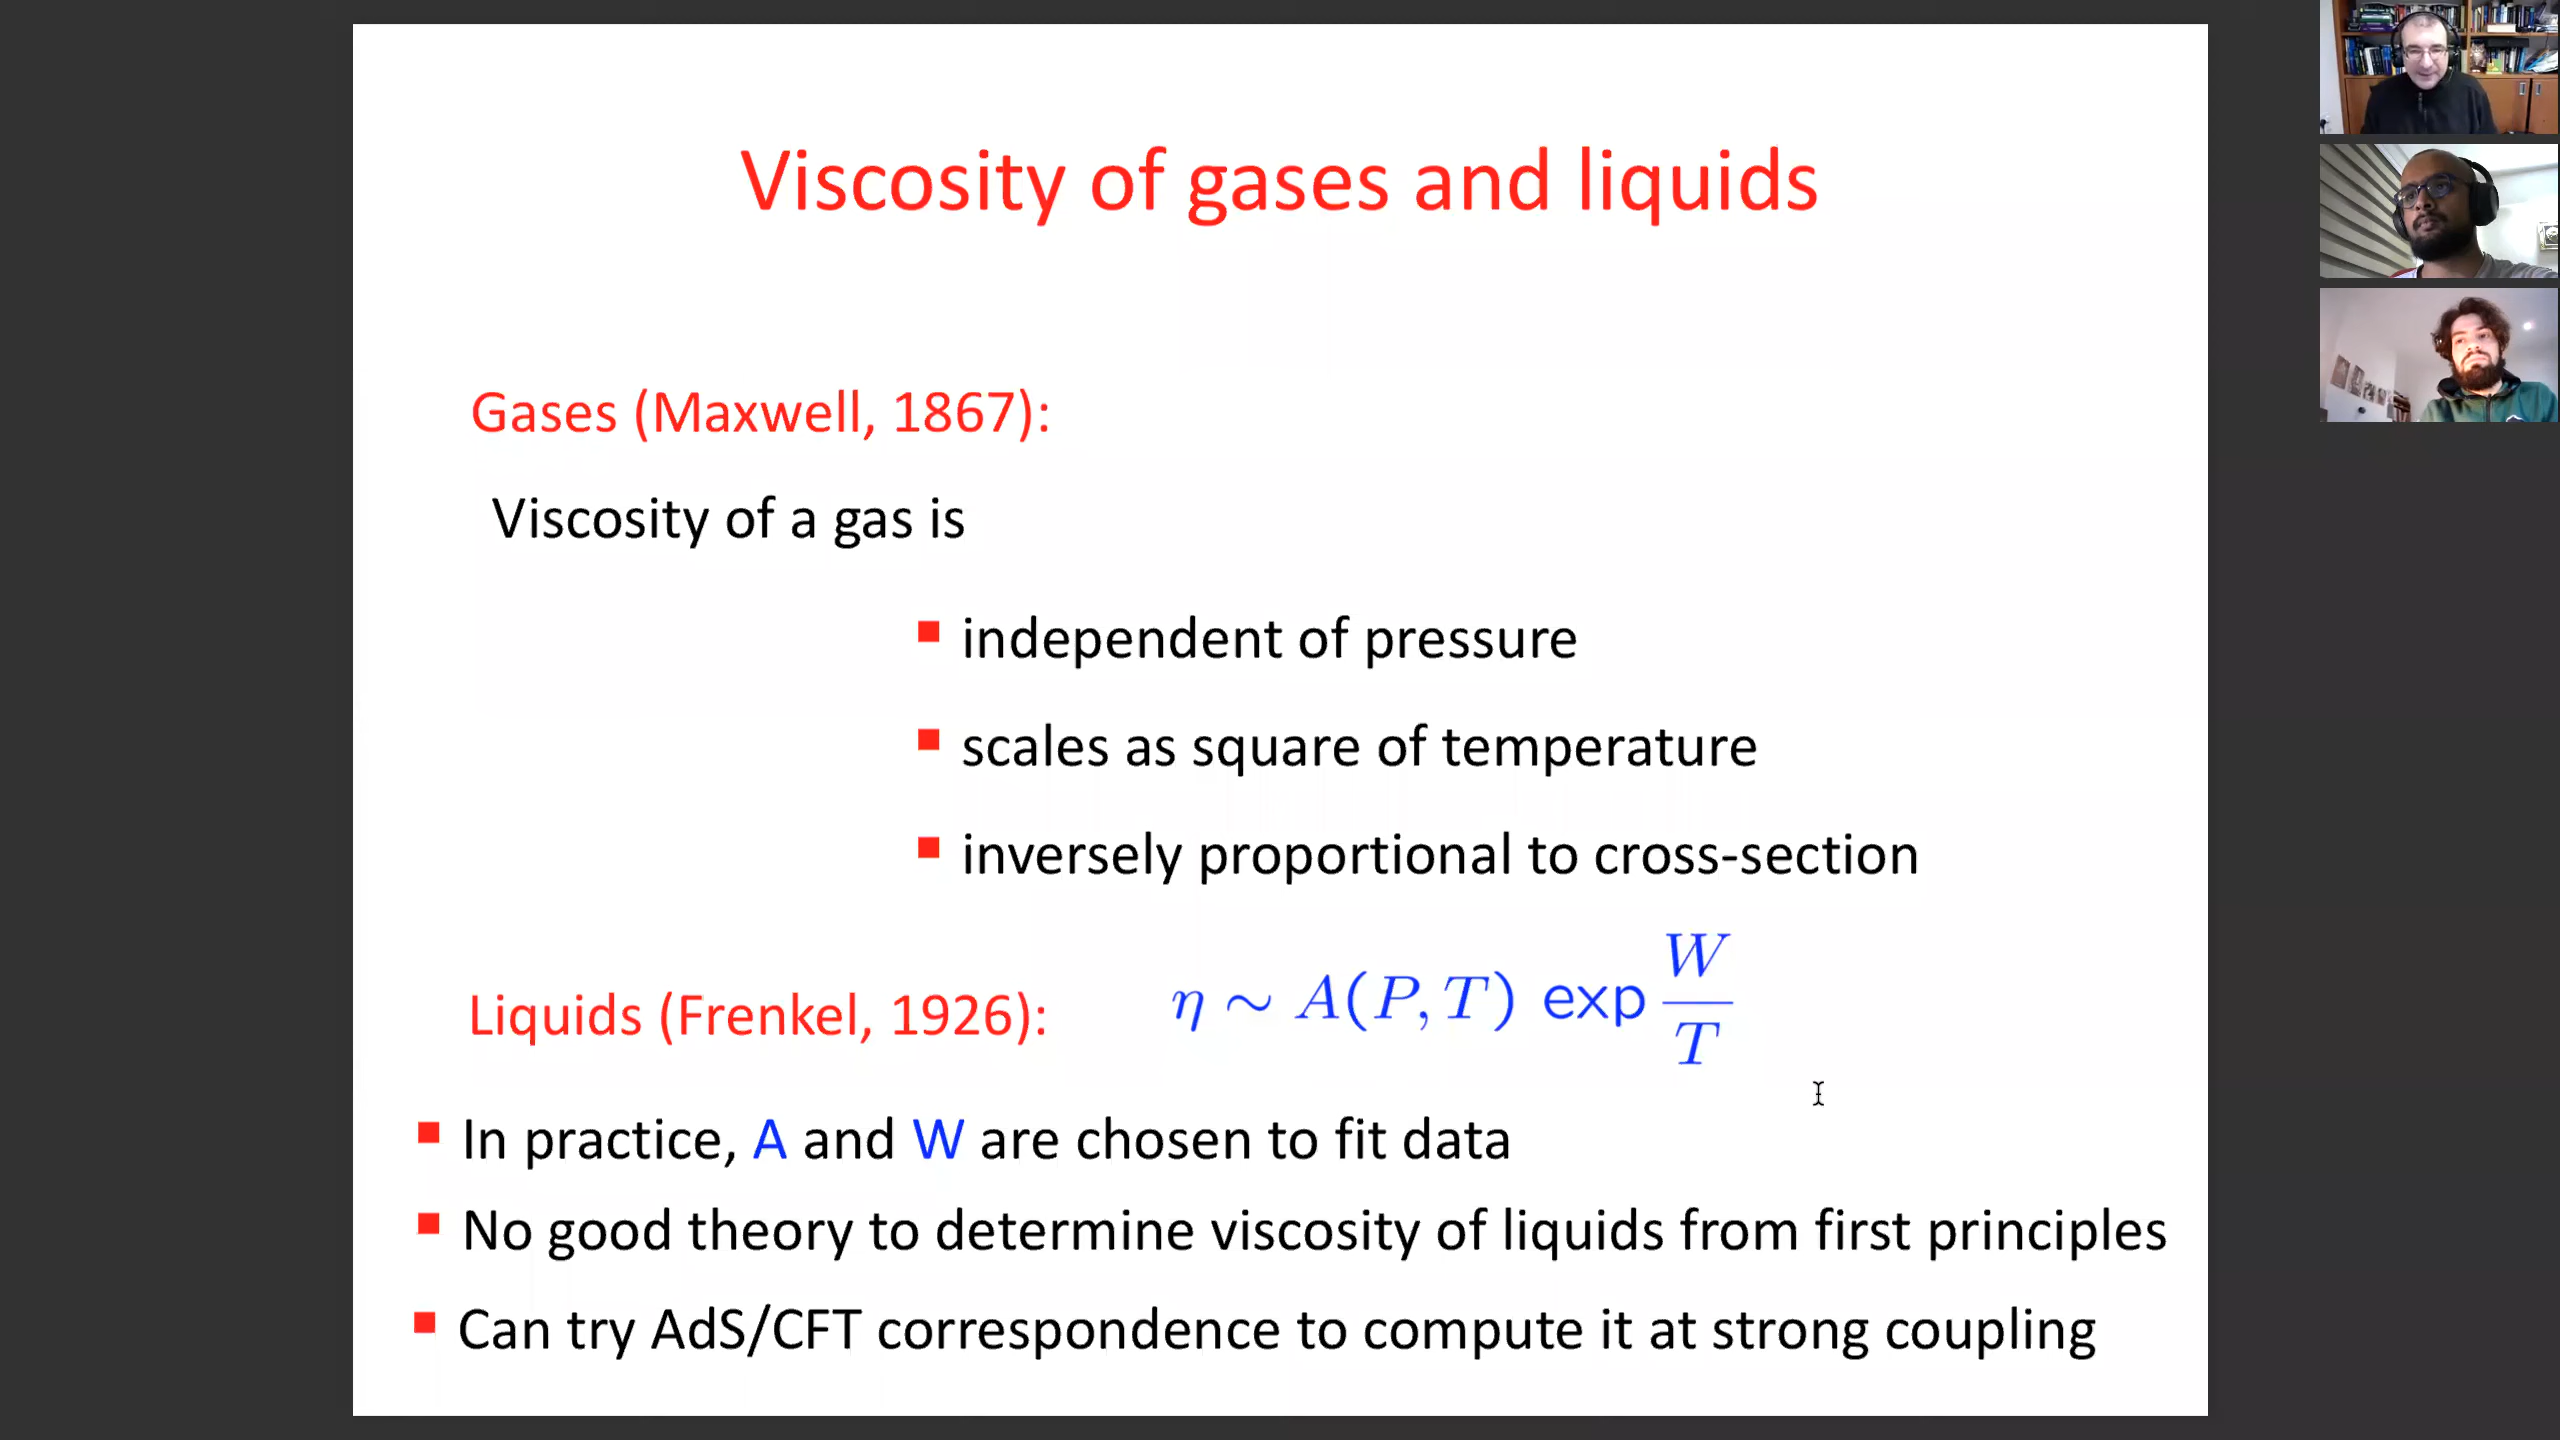 Viscosity of gases and liquids
Gases (Maxwell, 1867):
Viscosity of a gas is
▪ independent of pressure
▪ scales as square of temperature
▪ inversely proportional to cross-section
Liquids (Frenkel, 1926): η ~ A(P, T) exp W/T
▪ In practice, A and W are chosen to fit data
▪ No good theory to determine viscosity of liquids from first principles
▪ Can try AdS/CFT correspondence to compute it at strong coupling